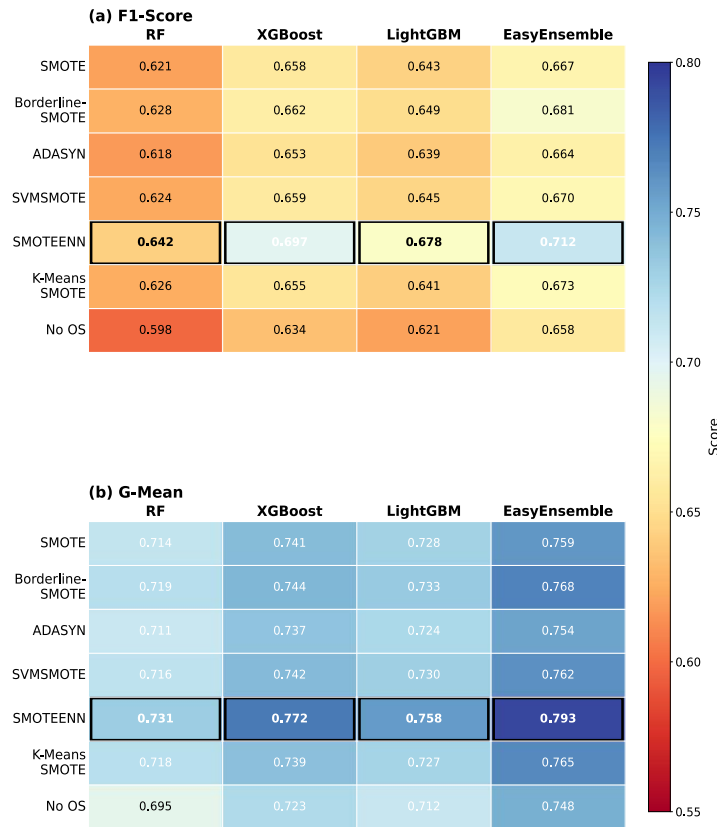 (a) F1-Score
RF XGBoost LightGBM EasyEnsemble
SMOTE 0.621 0.658 0.643 0.667
Borderline-
SMOTE 0.628 0.662 0.649 0.681
ADASYN 0.618 0.653 0.639 0.664
SVMSMOTE 0.624 0.659 0.645 0.670
SMOTEENN 0.642 0.697 0.678 0.712
K-Means
SMOTE 0.626 0.655 0.641 0.673
No OS 0.598 0.634 0.621 0.658
(b) G-Mean
RF XGBoost LightGBM EasyEnsemble
SMOTE 0.714 0.741 0.728 0.759
Borderline-
SMOTE 0.719 0.744 0.733 0.768
ADASYN 0.711 0.737 0.724 0.754
SVMSMOTE 0.716 0.742 0.730 0.762
SMOTEENN 0.731 0.772 0.758 0.793
K-Means
SMOTE 0.718 0.739 0.727 0.765
No OS 0.695 0.723 0.712 0.748
0.80
0.75
0.70
0.65
0.60
0.55
Score